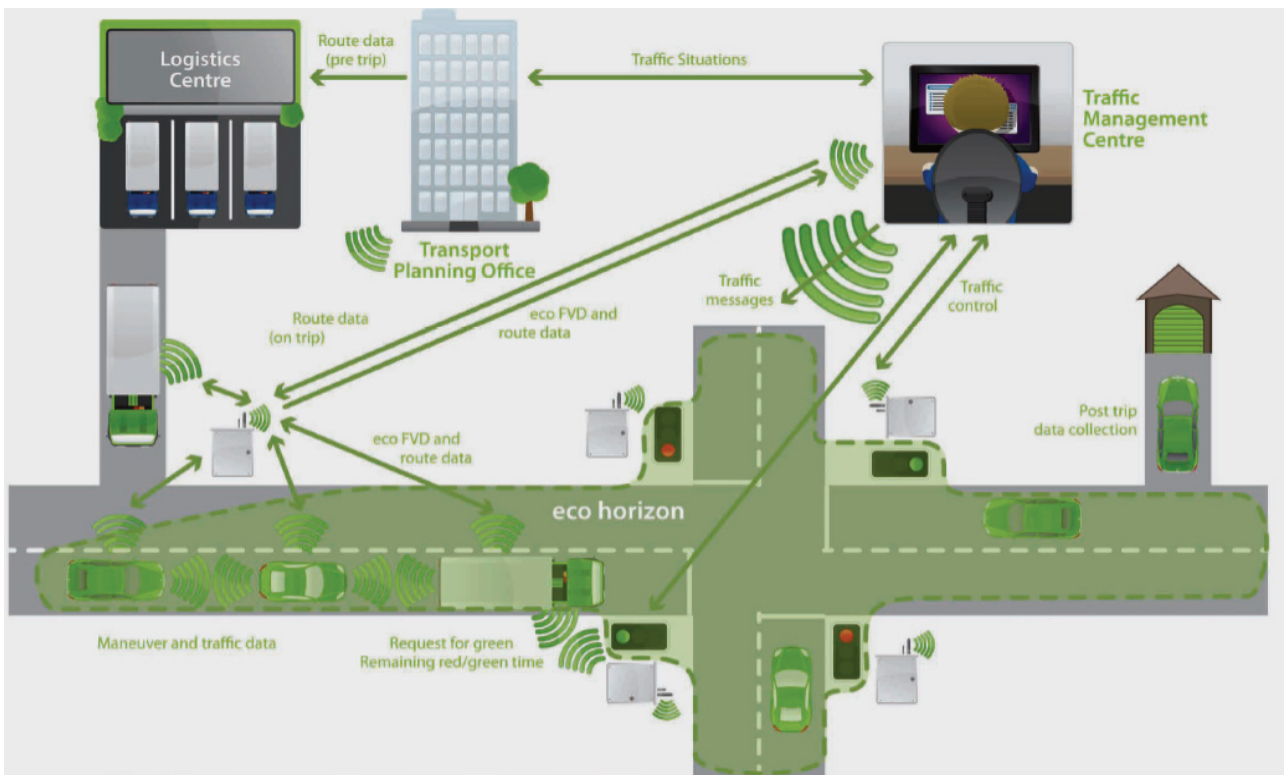 Logistics
Centre
Route data
(pre trip)
Traffic Situations
Traffic
Management
Centre
Transport
Planning Office
Traffic
messages
Traffic
control
Route data
(on trip)
eco FVD and
route data
Post trip
data collection
eco FVD and
route data
eco horizon
Maneuver and traffic data
Request for green
Remaining red/green time